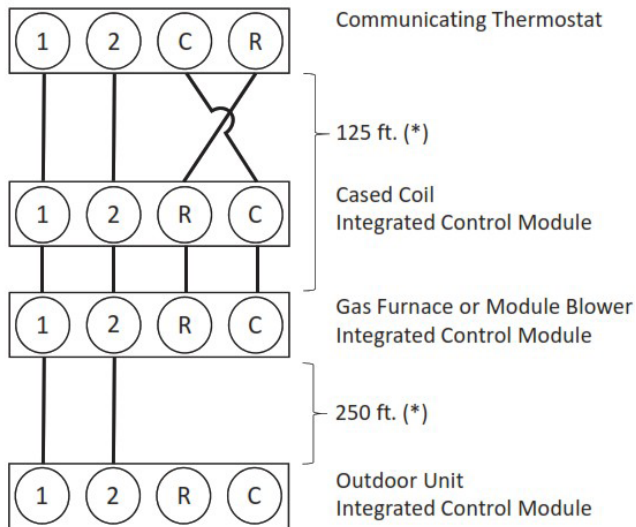 1 2 C R
Communicating Thermostat
125 ft. (*)
1 2 R C
Cased Coil
Integrated Control Module
1 2 R C
Gas Furnace or Module Blower
Integrated Control Module
250 ft. (*)
1 2 R C
Outdoor Unit
Integrated Control Module